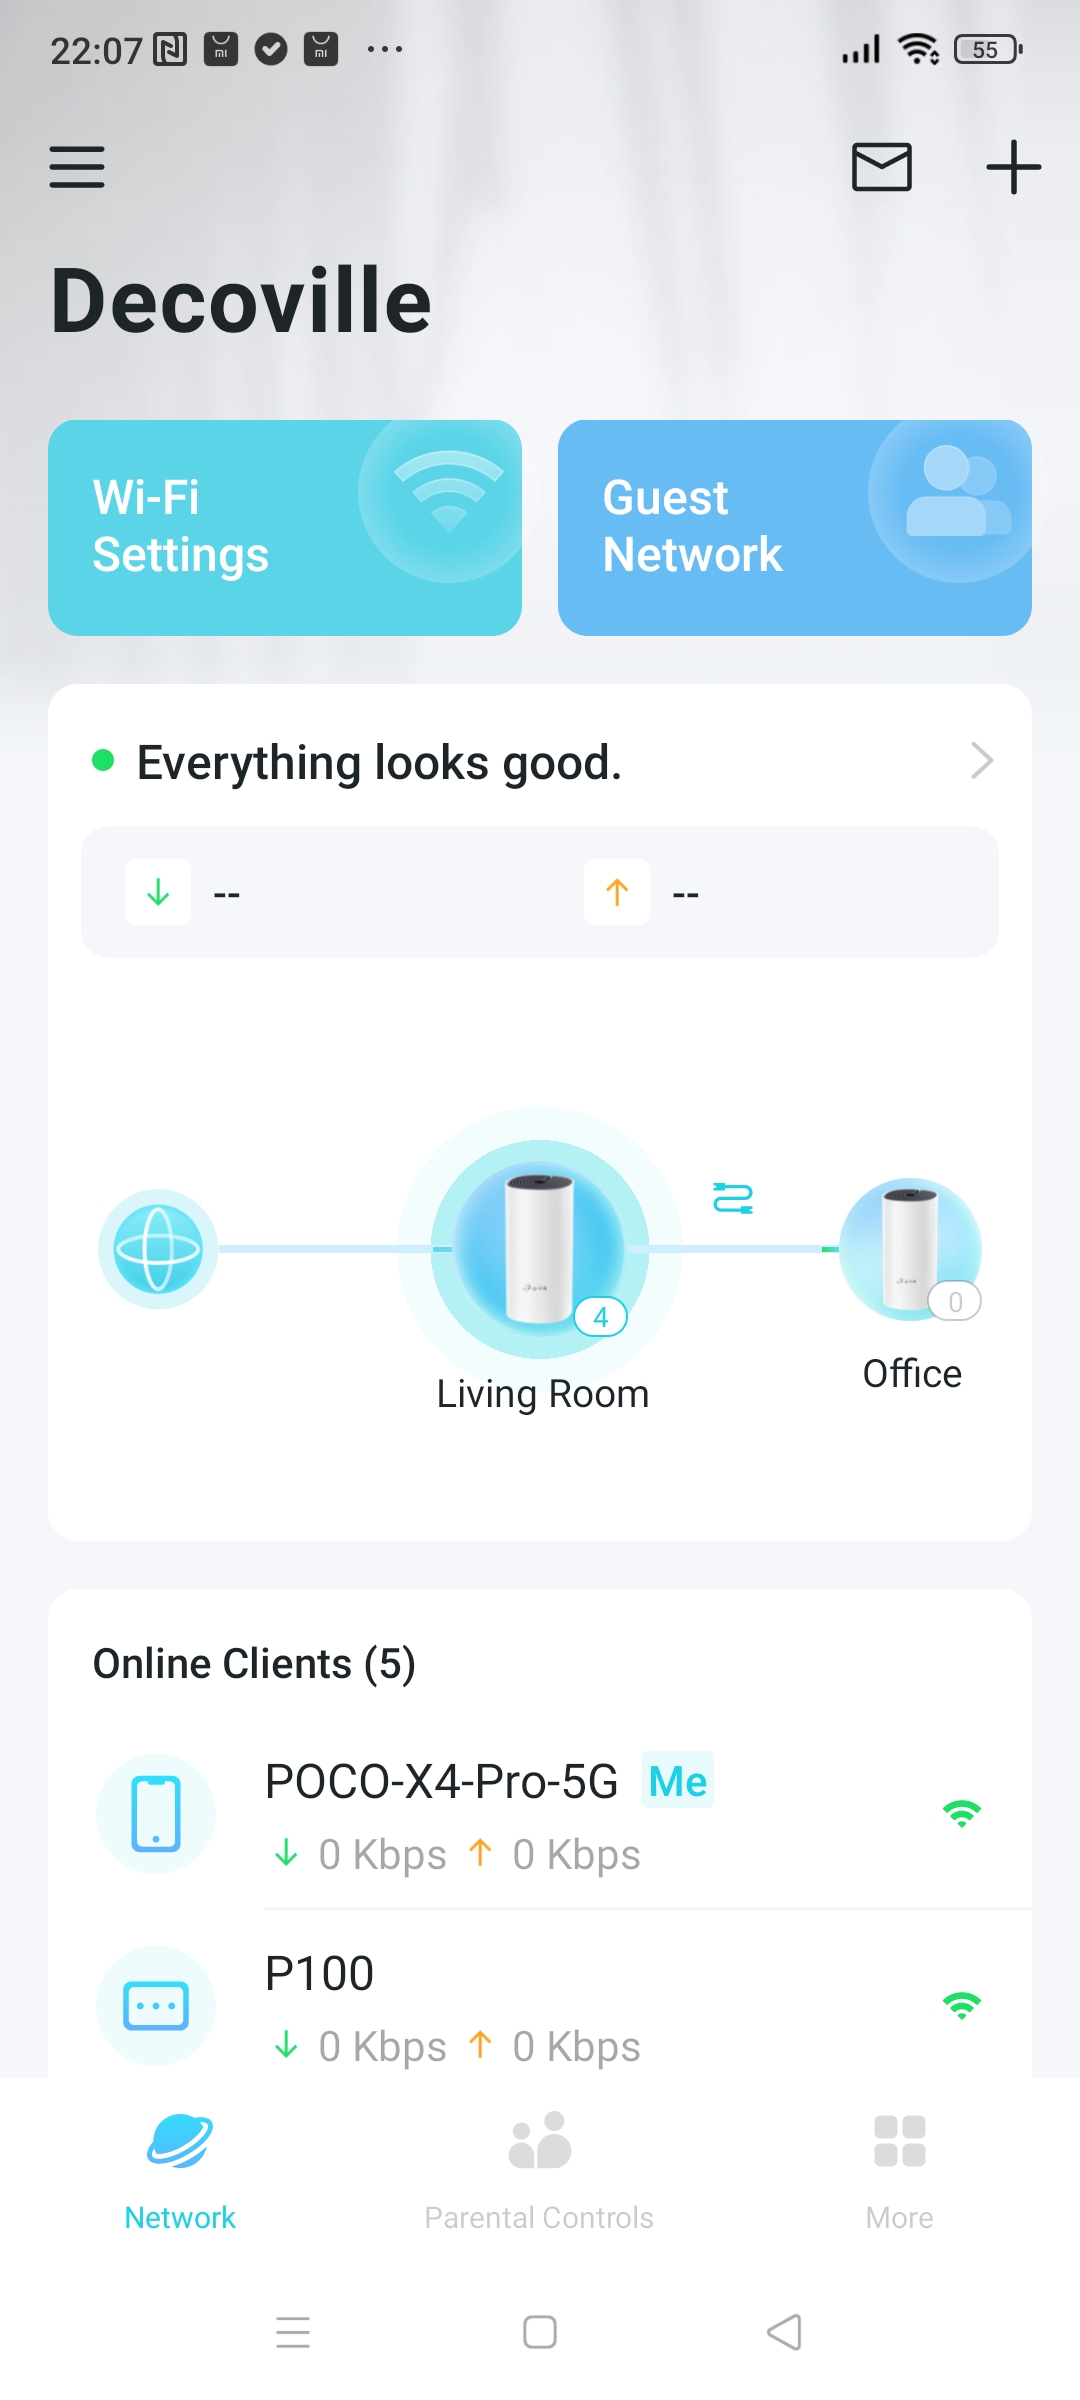 22:07
55
Decoville
Wi-Fi
Settings
Guest
Network
Everything looks good.
--
--
4
0
Living Room
Office
Online Clients (5)
POCO-X4-Pro-5G Me
0 Kbps 0 Kbps
P100
0 Kbps 0 Kbps
Network
Parental Controls
More